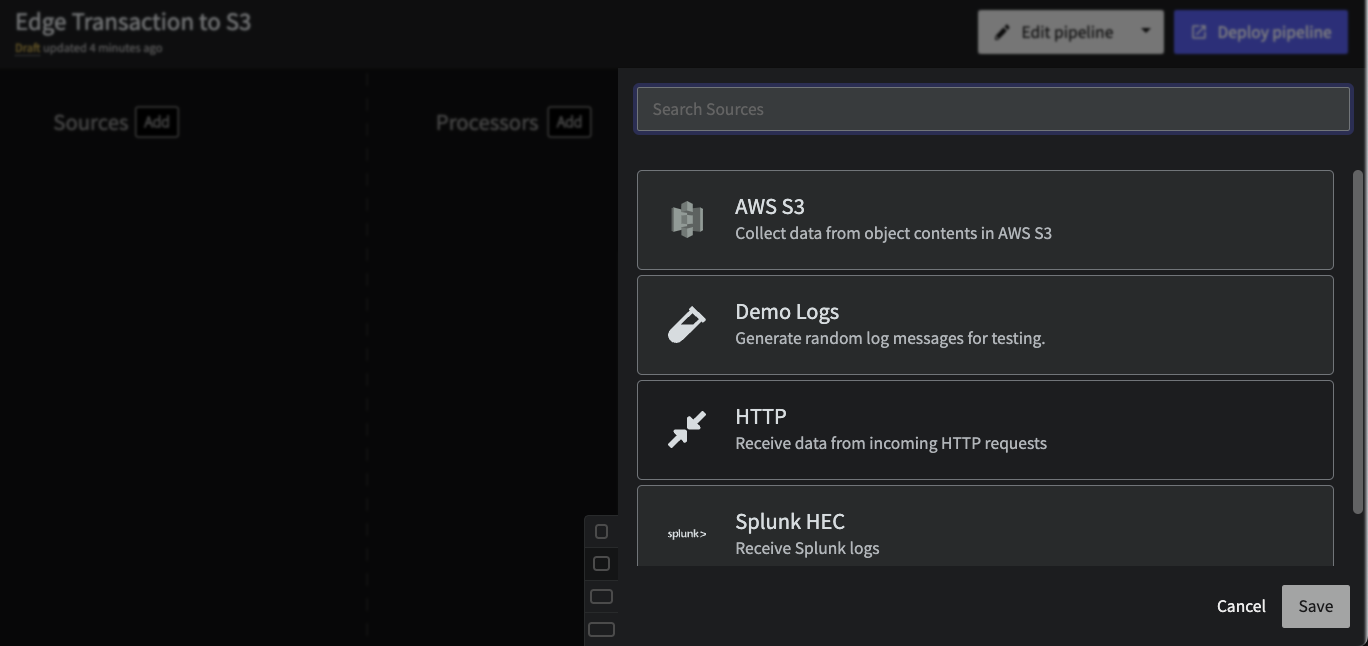 Edge Transaction to S3
Draft updated 4 minutes ago
Edit pipeline
Deploy pipeline
Sources Add
Processors Add
Search Sources
AWS S3
Collect data from object contents in AWS S3
Demo Logs
Generate random log messages for testing.
HTTP
Receive data from incoming HTTP requests
splunk>
Splunk HEC
Receive Splunk logs
Cancel
Save